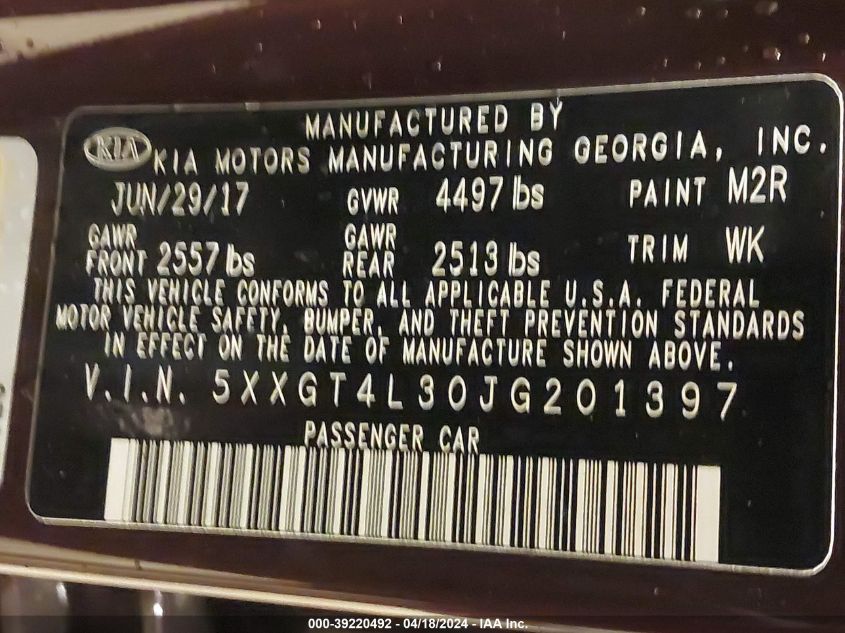 MANUFACTURED BY
KIA KIA MOTORS MANUFACTURING GEORGIA, INC.
JUN/29/17 GVWR 4497 lbs PAINT M2R
GAWR FRONT 2557 lbs GAWR REAR 2513 lbs TRIM WK
THIS VEHICLE CONFORMS TO ALL APPLICABLE U.S.A. FEDERAL
MOTOR VEHICLE SAFETY, BUMPER, AND THEFT PREVENTION STANDARDS
IN EFFECT ON THE DATE OF MANUFACTURE SHOWN ABOVE.
V.I.N. 5XXGT4L30JG201397
PASSENGER CAR
000-39220492 - 04/18/2024 - IAA Inc.